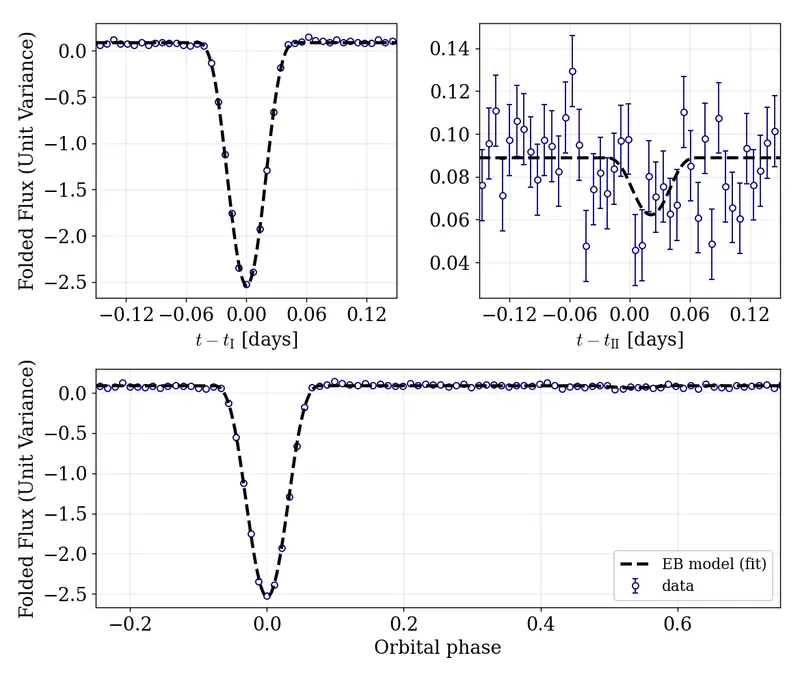 Folded Flux (Unit Variance)
0.0
−0.5
−1.0
−1.5
−2.0
−2.5
−0.12 −0.06 0.00 0.06 0.12
t − tI [days]
0.14
0.12
0.10
0.08
0.06
0.04
−0.12 −0.06 0.00 0.06 0.12
t − tII [days]
Folded Flux (Unit Variance)
0.0
−0.5
−1.0
−1.5
−2.0
−2.5
−0.2 0.0 0.2 0.4 0.6
Orbital phase
EB model (fit)
data